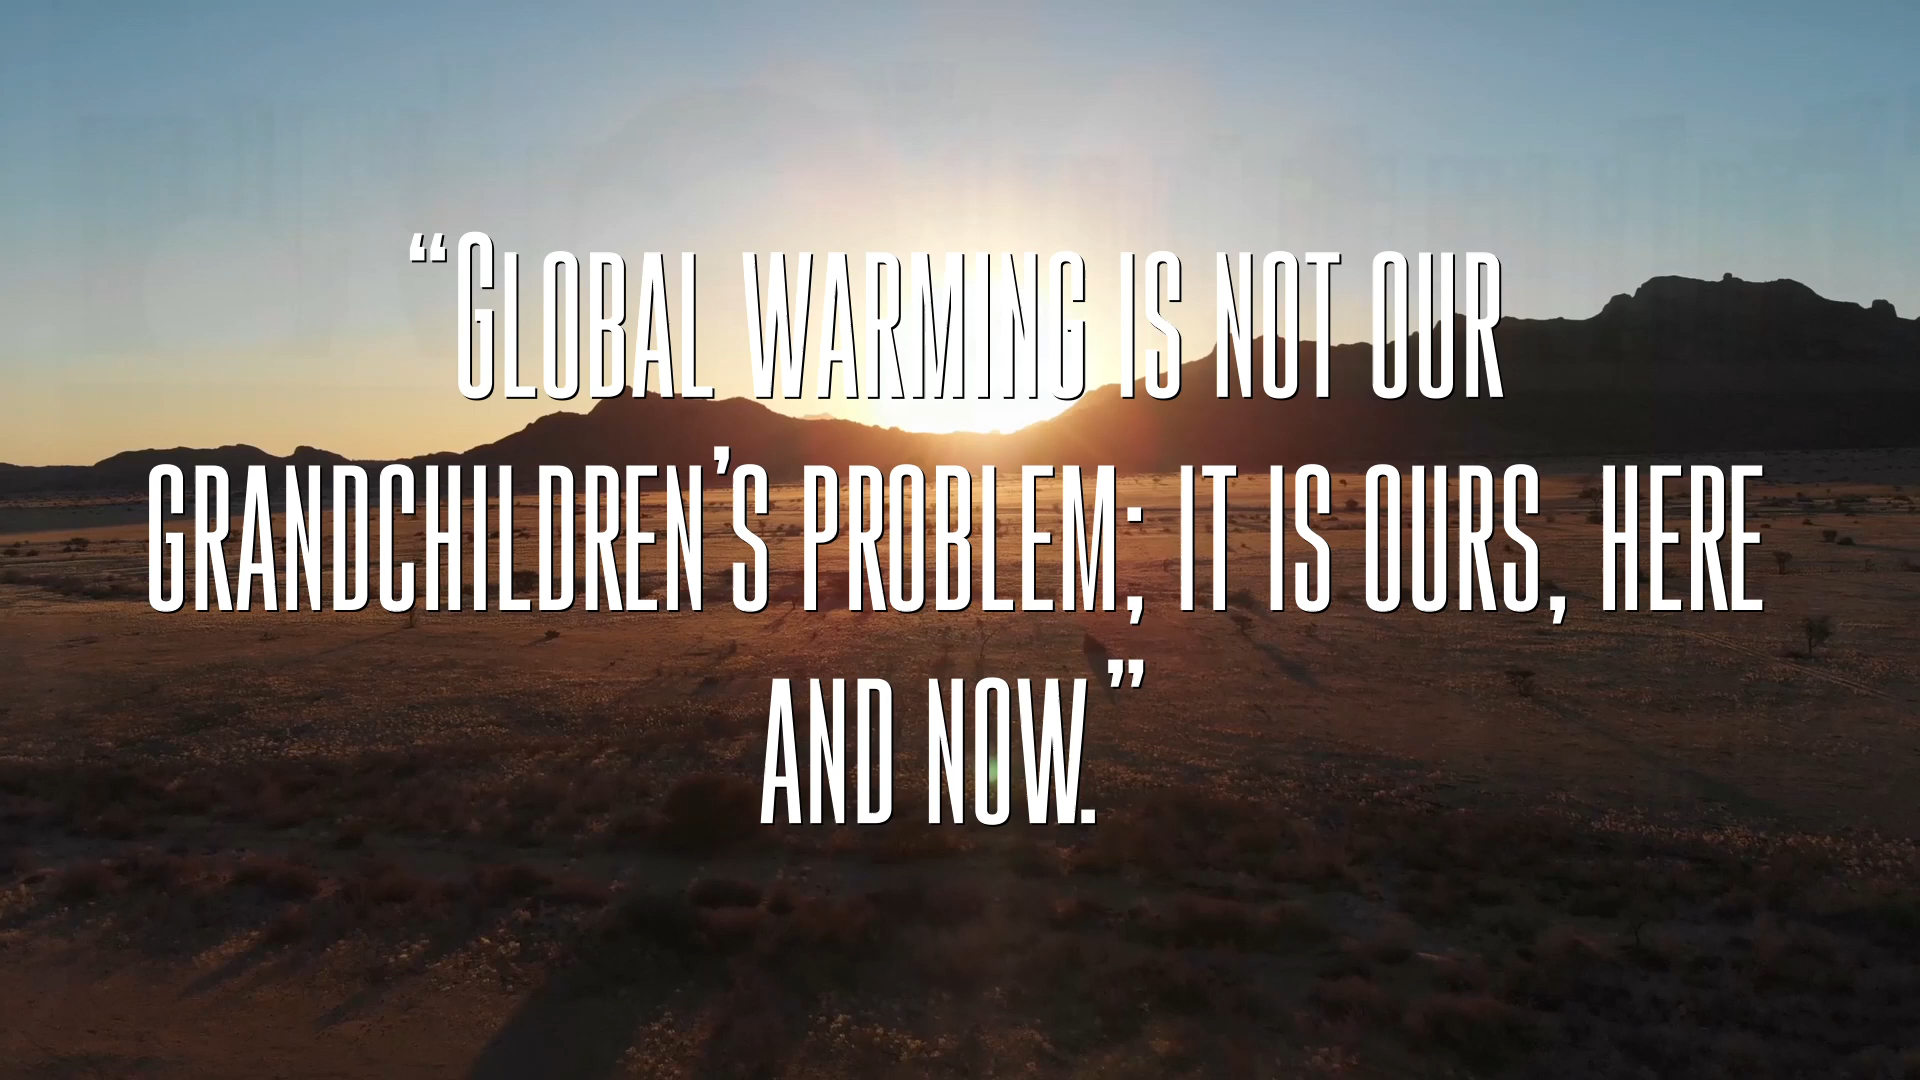 “Global warming is not our
grandchildren’s problem; it is ours, here
and now.”